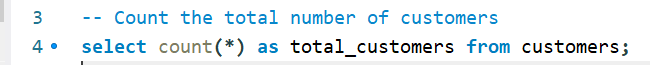 3 -- Count the total number of customers
4 select count(*) as total_customers from customers;